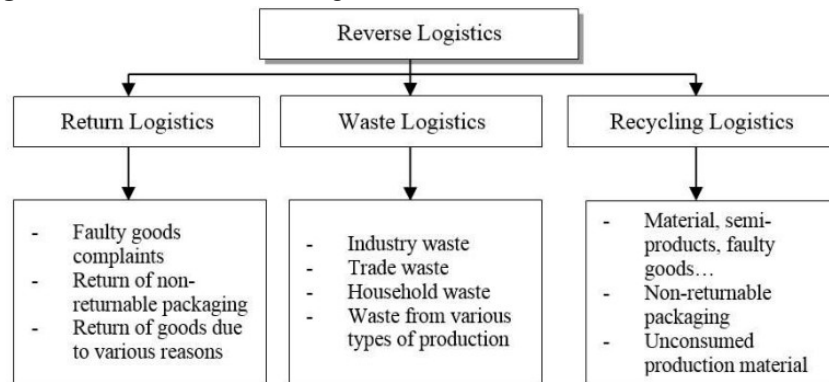 Reverse Logistics
Return Logistics
Waste Logistics
Recycling Logistics
- Faulty goods
complaints
- Return of non-
returnable packaging
- Return of goods due
to various reasons
- Industry waste
- Trade waste
- Household waste
- Waste from various
types of production
- Material, semi-
products, faulty
goods…
- Non-returnable
packaging
- Unconsumed
production material